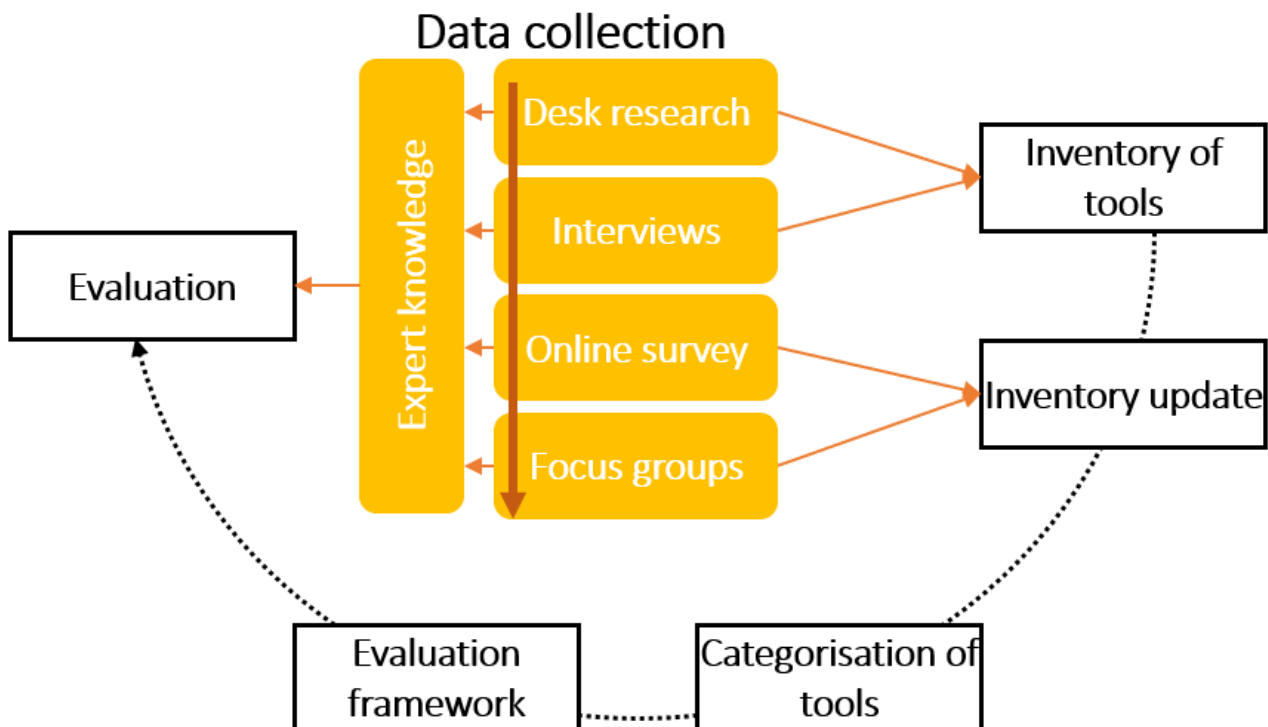 Data collection
Desk research
Interviews
Online survey
Focus groups
Expert knowledge
Evaluation
Inventory of
tools
Inventory update
Categorisation of
tools
Evaluation
framework